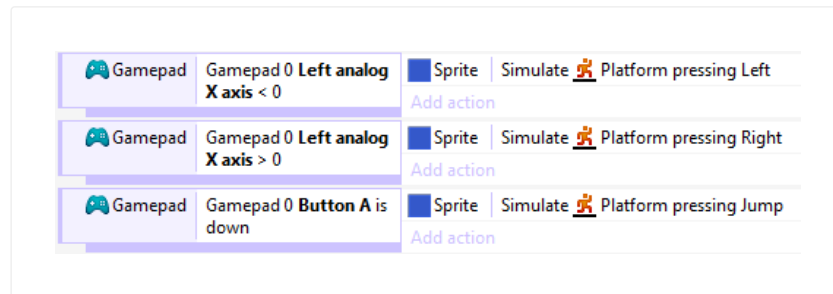 Gamepad Gamepad 0 Left analog X axis < 0 Sprite Simulate Platform pressing Left
Add action
Gamepad Gamepad 0 Left analog X axis > 0 Sprite Simulate Platform pressing Right
Add action
Gamepad Gamepad 0 Button A is down Sprite Simulate Platform pressing Jump
Add action